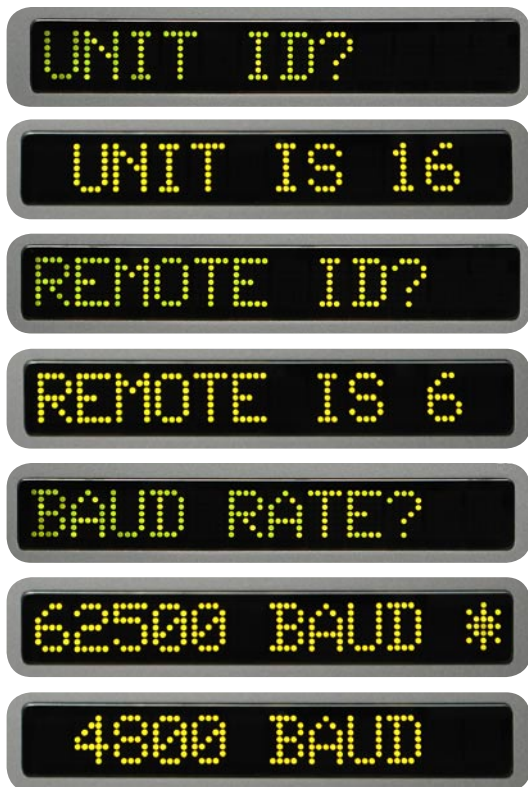 UNIT ID?
UNIT IS 16
REMOTE ID?
REMOTE IS 6
BAUD RATE?
62500 BAUD *
4800 BAUD